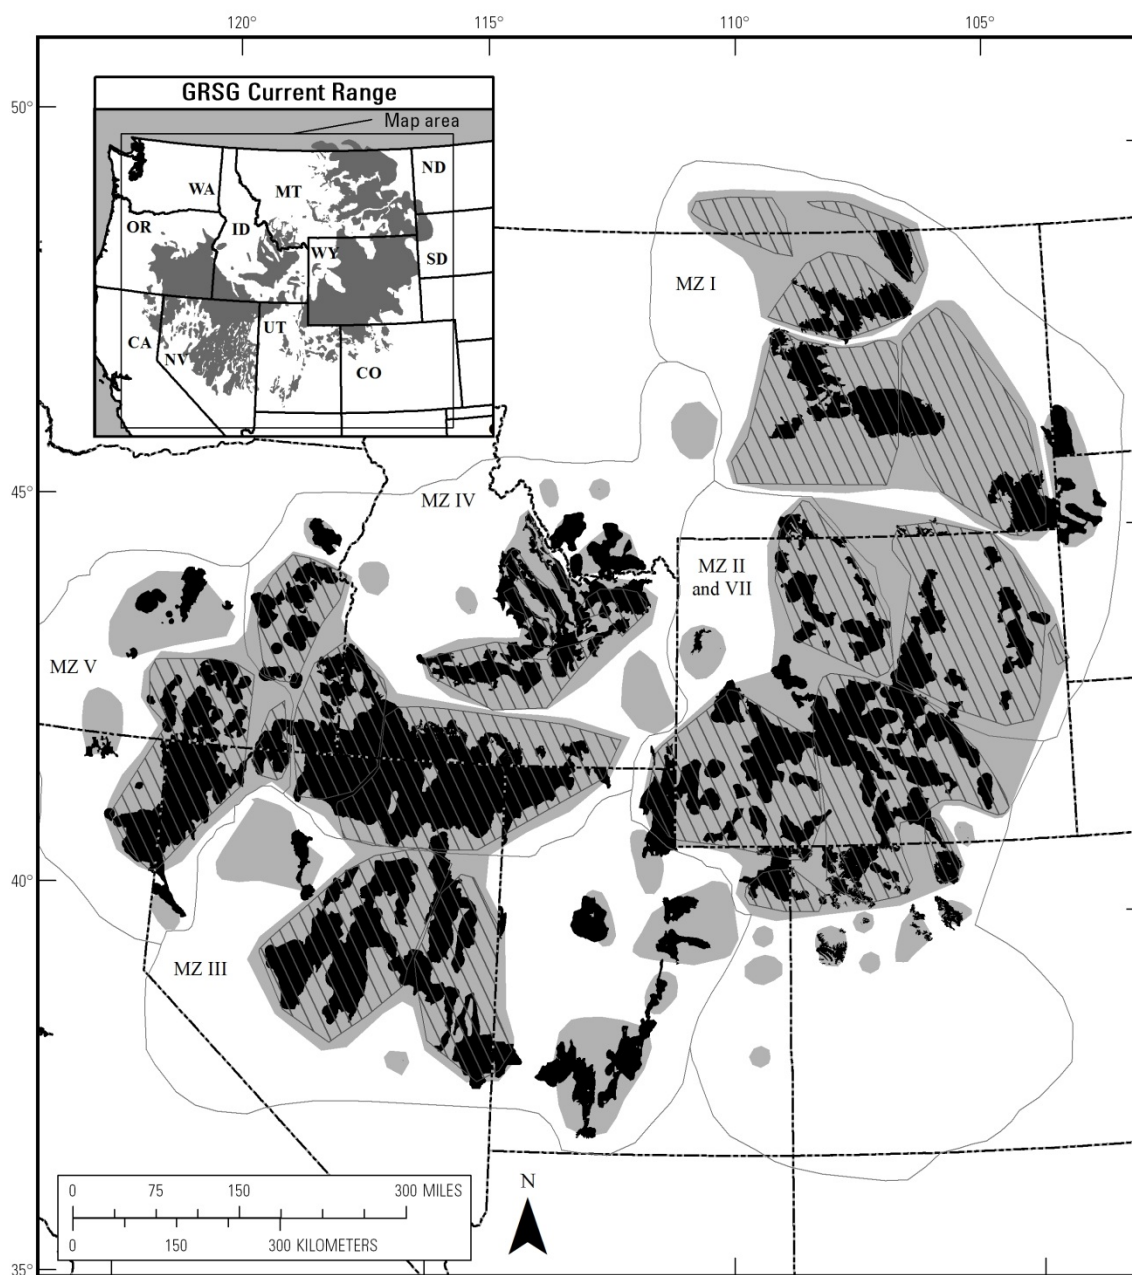 120°
115°
110°
105°
50°
45°
40°
35°
GRSG Current Range
Map area
WA
MT
ND
OR
ID
WY
SD
CA
NV
UT
CO
MZ I
MZ IV
MZ II
and VII
MZ V
MZ III
0 75 150 300 MILES
0 150 300 KILOMETERS
N